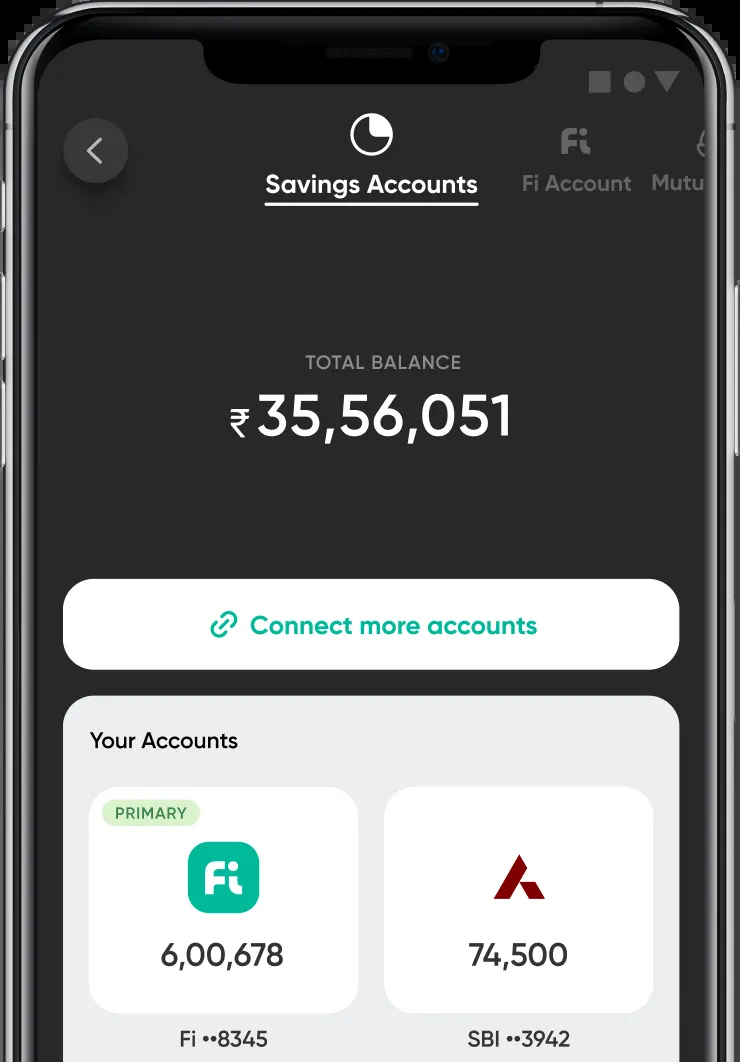 Savings Accounts
Fi Account
Mutu
TOTAL BALANCE
₹35,56,051
Connect more accounts
Your Accounts
PRIMARY
Fi
6,00,678
74,500
Fi ••8345
SBI ••3942